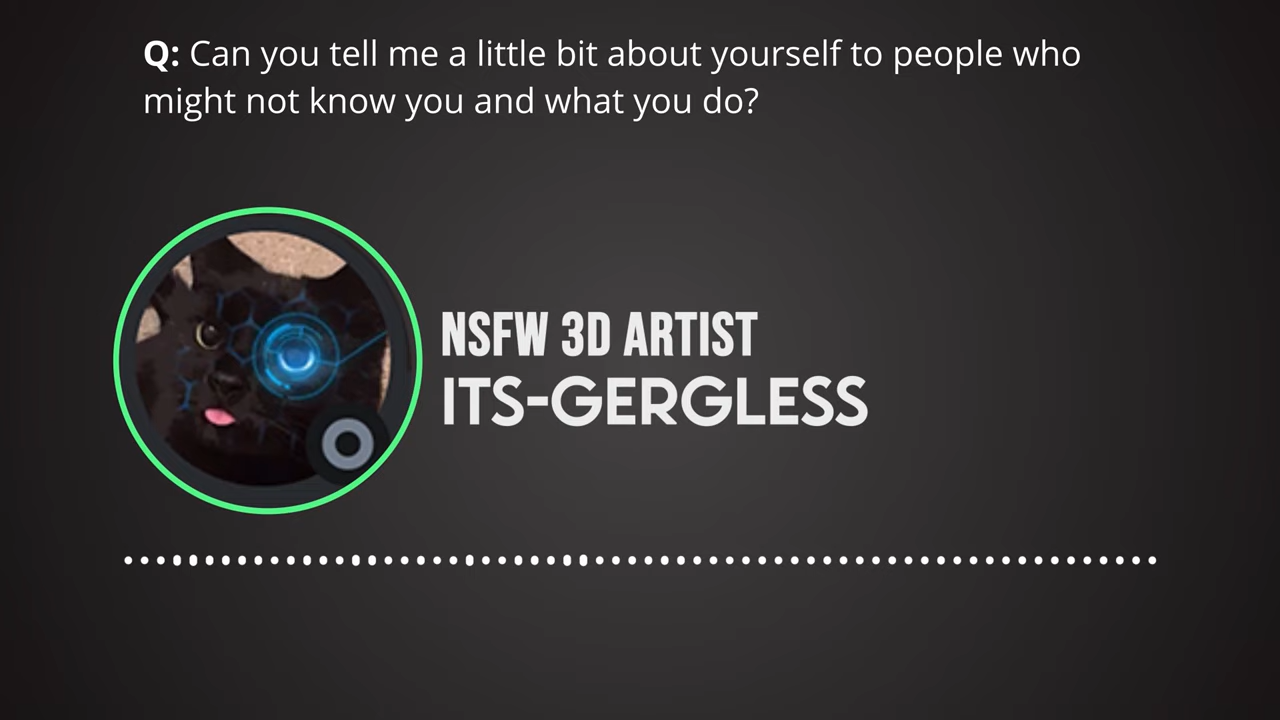 Q: Can you tell me a little bit about yourself to people who
might not know you and what you do?
NSFW 3D ARTIST
ITS-GERGLESS